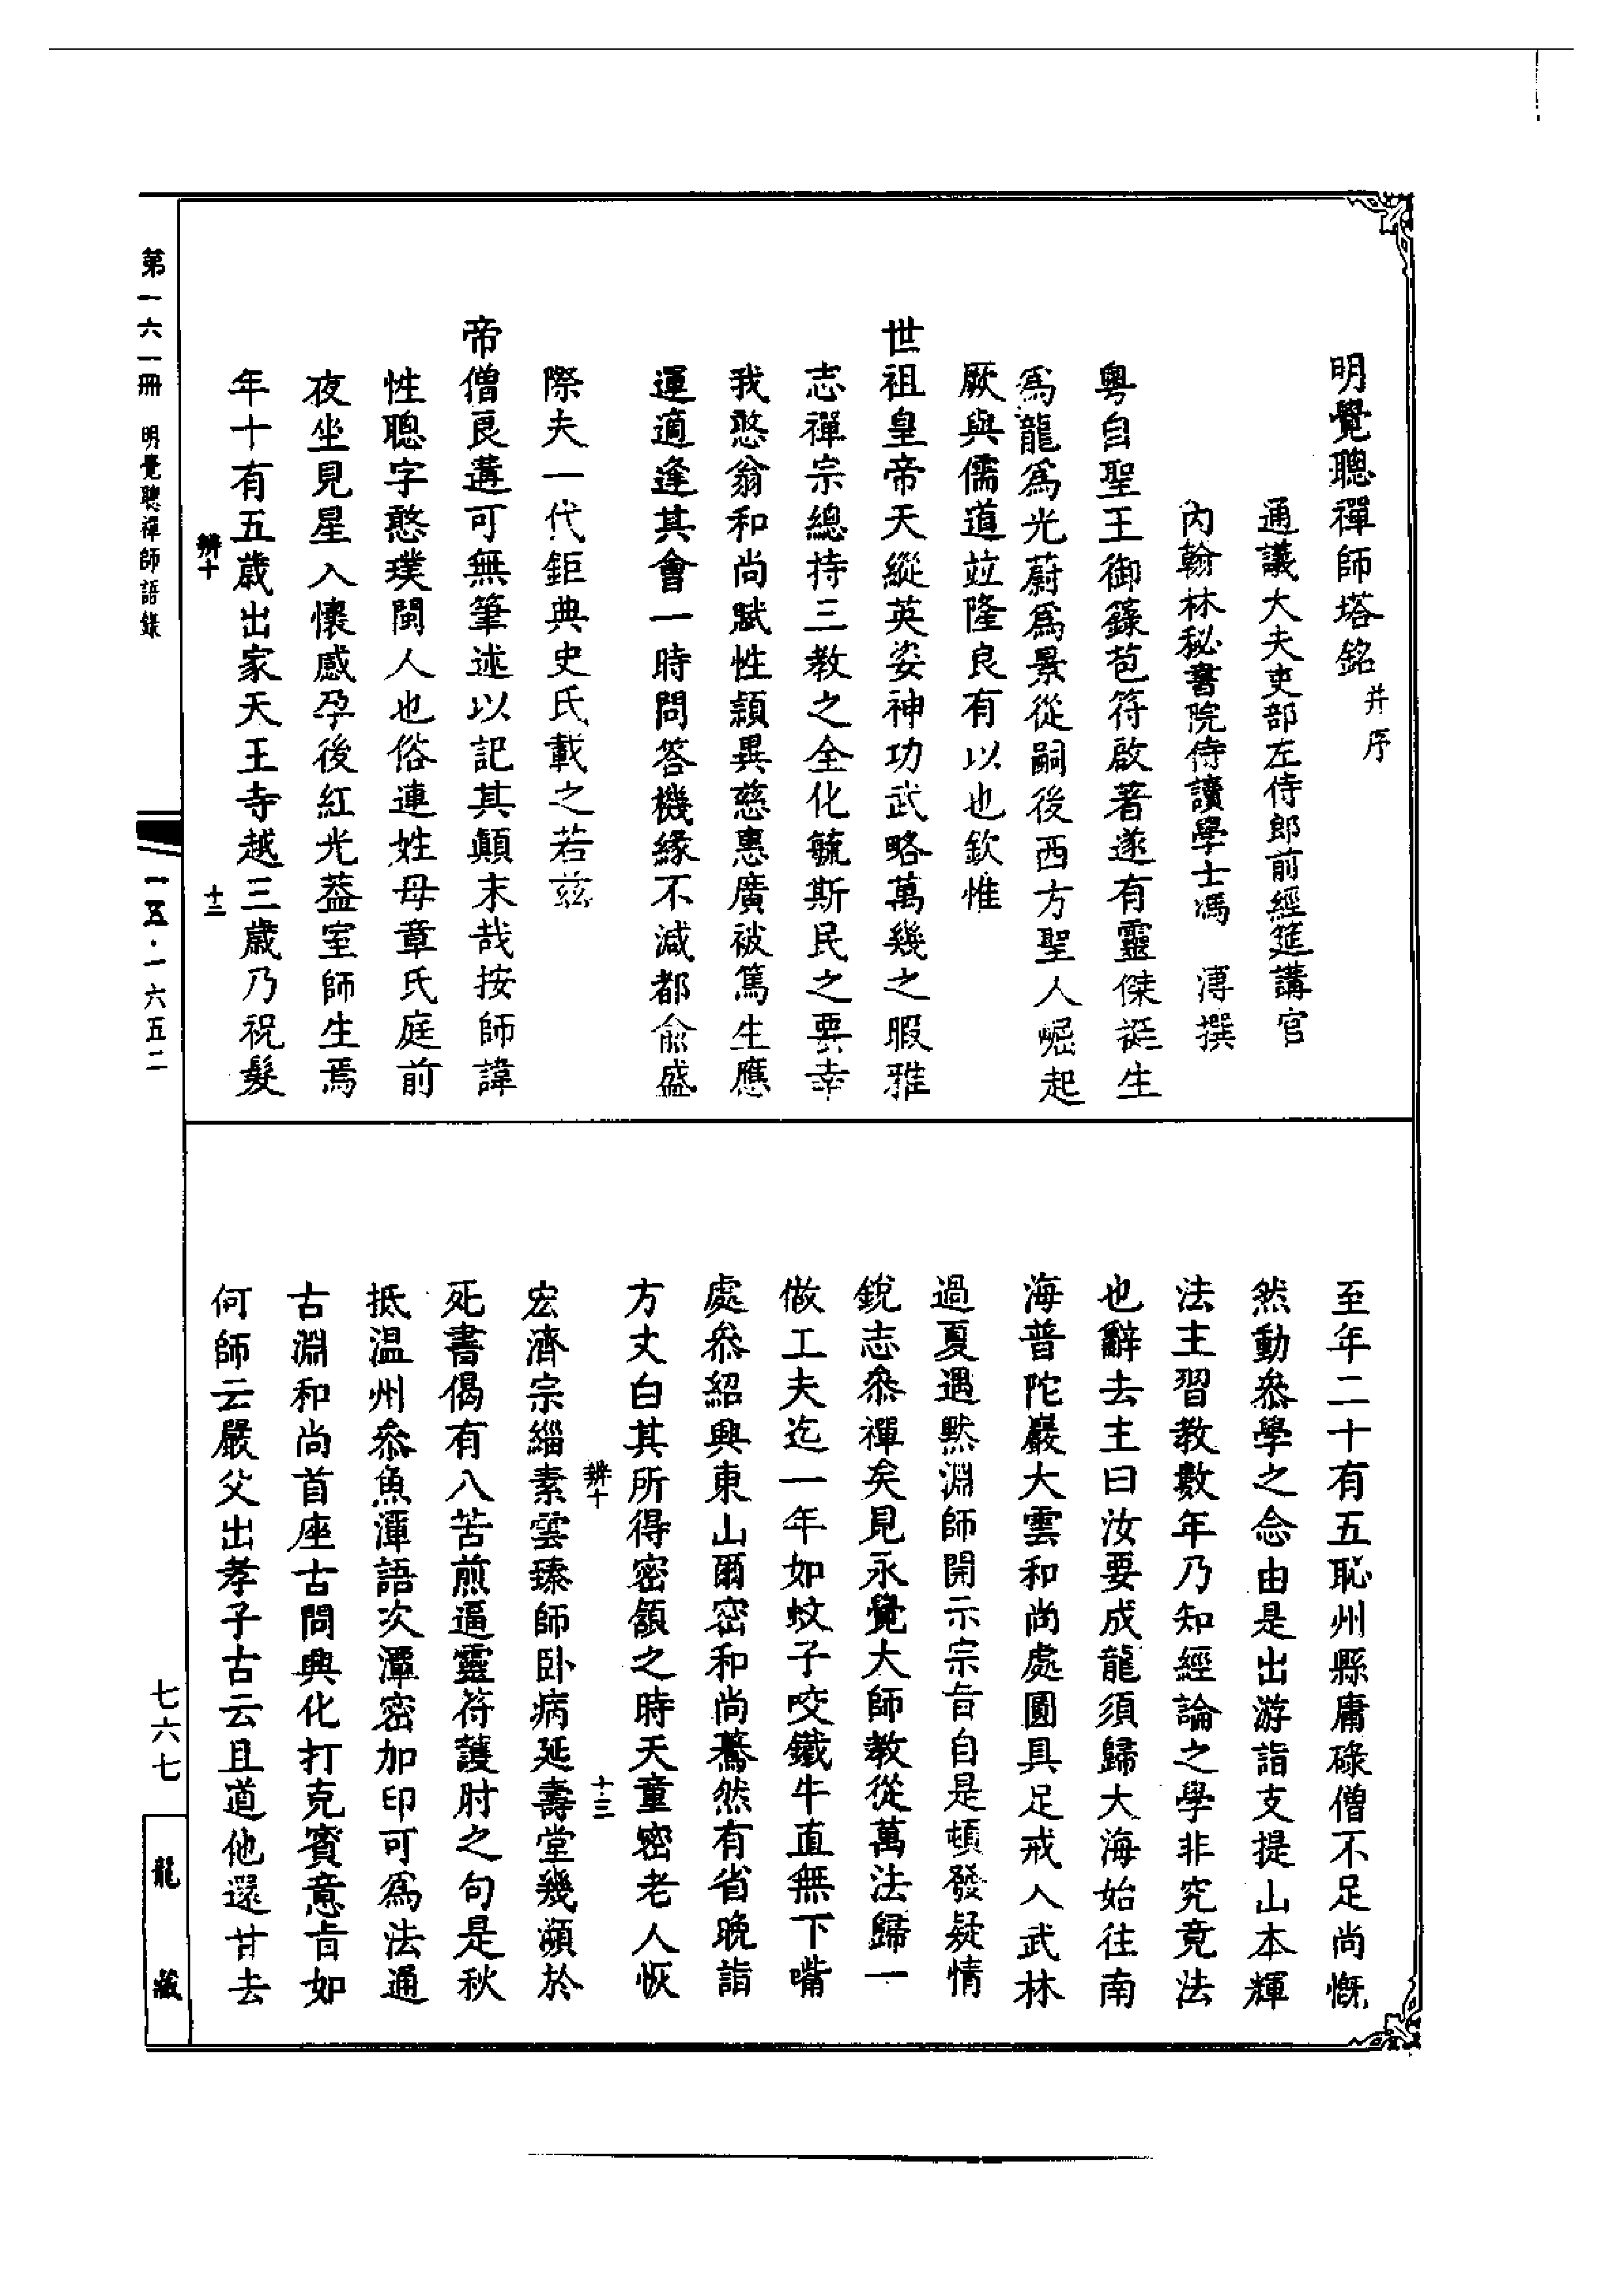 明覺聰禪師塔銘并序
通議大夫吏部左侍郎前經筵講官
內翰林秘書院侍讀學士馮　溥撰
粵自聖王御籙苞符啟著遂有靈傑挺生
爲龍爲光蔚爲景從嗣後西方聖人崛起
厥與儒道竝隆良有以也欽惟
世祖皇帝天縱英姿神功武略萬幾之暇雅
志禪宗總持三教之全化毓斯民之要幸
我憨翁和尚賦性頴異慈惠廣被篤生應
運適逢其會一時問答機緣不減都俞盛
際夫一代鉅典史氏載之若茲
帝僧良遘可無筆述以記其顛末哉按師諱
性聰字憨璞閩人也俗連姓母章氏庭前
夜坐見星入懷感孕後紅光葢室師生焉
年十有五歲出家天王寺越三歲乃祝髮
辨十
十二
至年二十有五恥州縣庸碌僧不足尚慨
然動叅學之念由是出游詣支提山本輝
法主習教數年乃知經論之學非究竟法
也辭去主曰汝要成龍須歸大海始往南
海普陀巖大雲和尚處圓具足戒入武林
過夏遇默淵師開示宗旨自是頓發疑情
銳志叅禪矣見永覺大師教從萬法歸一
做工夫迄一年如蚊子咬鐵牛直無下嘴
處叅紹興東山爾密和尚驀然有省晚詣
方丈白其所得密頷之時天童密老人恢
辨十
十三
宏濟宗緇素雲臻師卧病延壽堂幾瀕於
死書偈有八苦煎逼靈符護肘之句是秋
抵溫州叅魚潭語次潭密加印可爲法通
古淵和尚首座古問興化打克賓意旨如
何師云嚴父出孝子古云且道他還甘去
第一六一冊　明覺聰禪師語錄
一五·一六五二
七六七
龍藏